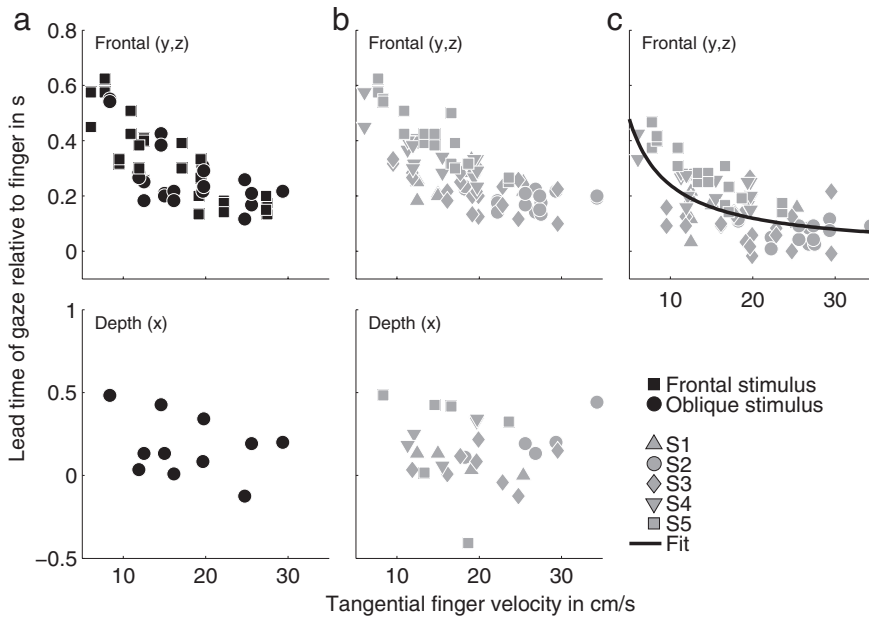 a
b
c
Frontal (y,z)
Frontal (y,z)
Frontal (y,z)
0.8
0.6
0.4
0.2
0
10 20 30
Depth (x)
Depth (x)
1
0.5
0
−0.5
10 20 30
10 20 30
Lead time of gaze relative to finger in s
Tangential finger velocity in cm/s
Frontal stimulus
Oblique stimulus
S1
S2
S3
S4
S5
Fit